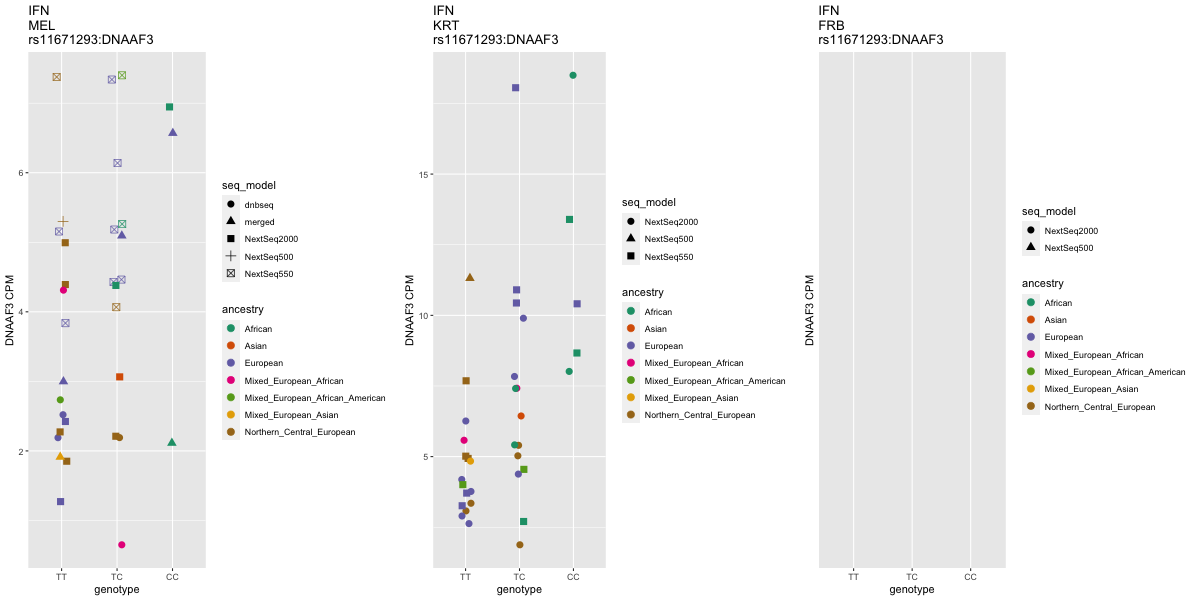 IFN
MEL
rs11671293:DNAAF3
DNAAF3 CPM
6
4
2
TT TC CC
genotype
seq_model
dnbseq
merged
NextSeq2000
NextSeq500
NextSeq550
ancestry
African
Asian
European
Mixed_European_African
Mixed_European_African_American
Mixed_European_Asian
Northern_Central_European
IFN
KRT
rs11671293:DNAAF3
DNAAF3 CPM
15
10
5
TT TC CC
genotype
seq_model
NextSeq2000
NextSeq500
NextSeq550
ancestry
African
Asian
European
Mixed_European_African
Mixed_European_African_American
Mixed_European_Asian
Northern_Central_European
IFN
FRB
rs11671293:DNAAF3
DNAAF3 CPM
TT TC CC
genotype
seq_model
NextSeq2000
NextSeq500
ancestry
African
Asian
European
Mixed_European_African
Mixed_European_African_American
Mixed_European_Asian
Northern_Central_European